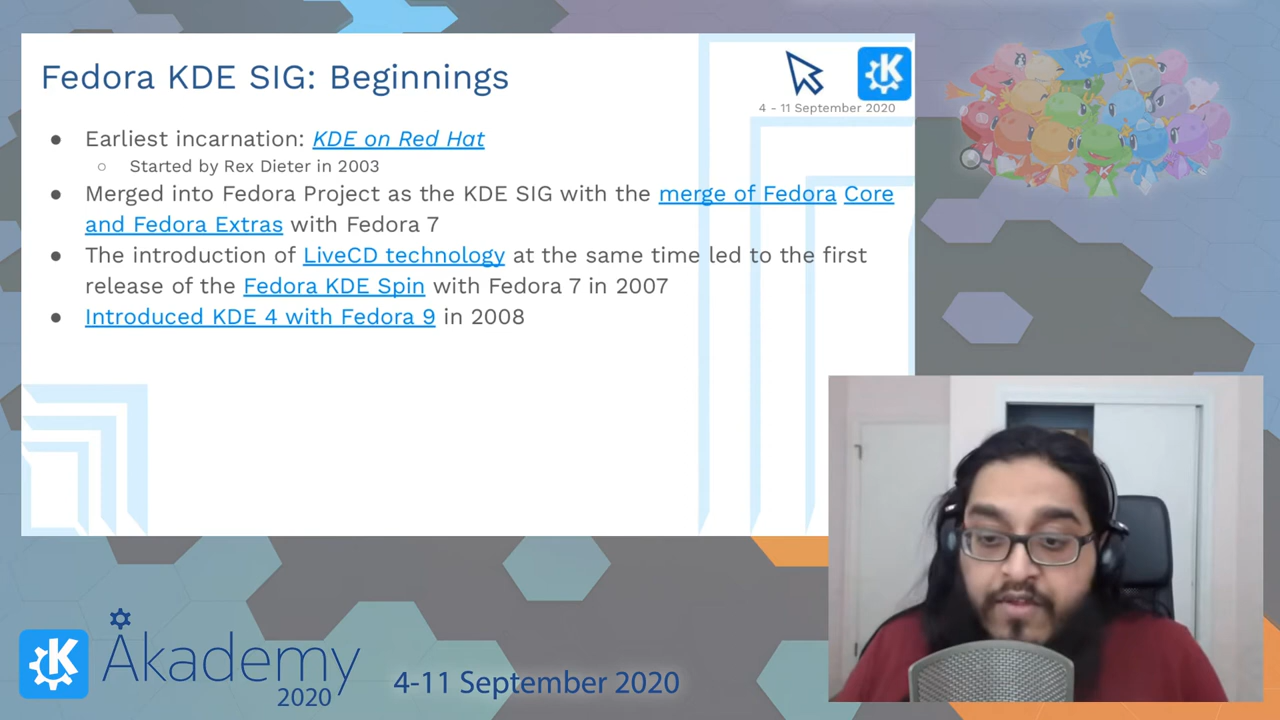 Fedora KDE SIG: Beginnings
4 - 11 September 2020
● Earliest incarnation: KDE on Red Hat
○ Started by Rex Dieter in 2003
● Merged into Fedora Project as the KDE SIG with the merge of Fedora Core
and Fedora Extras with Fedora 7
● The introduction of LiveCD technology at the same time led to the first
release of the Fedora KDE Spin with Fedora 7 in 2007
● Introduced KDE 4 with Fedora 9 in 2008
Akademy
2020
4-11 September 2020